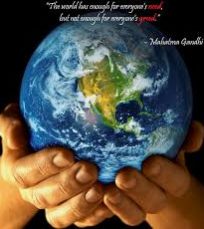 "The world has enough for everyone's need,
but not enough for everyone's greed."
Mahatma Gandhi